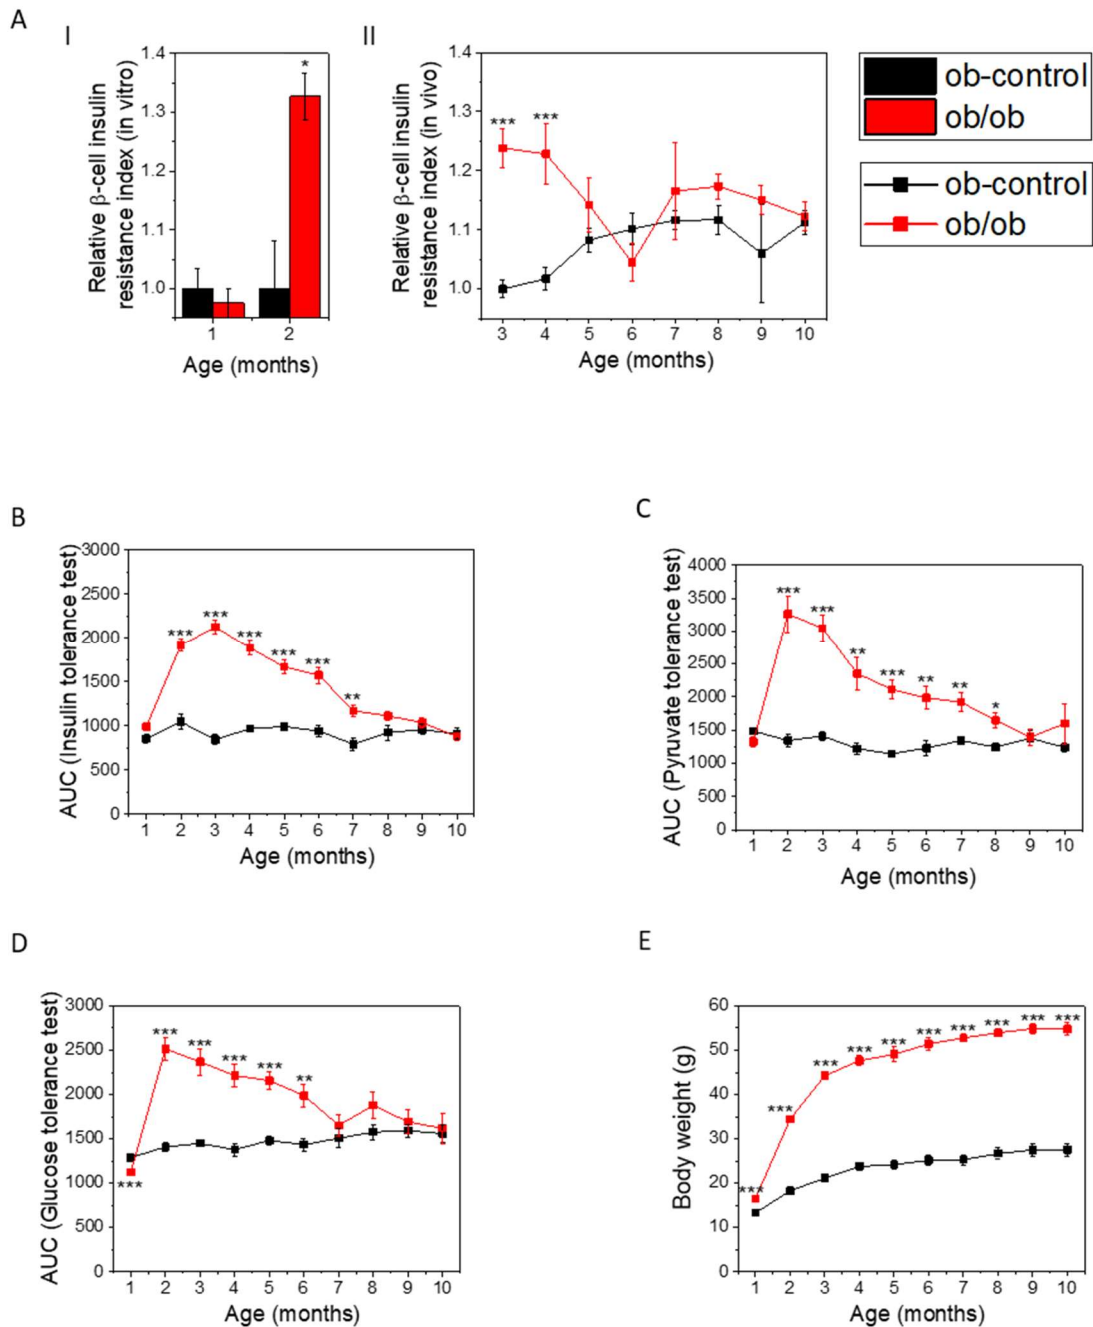 A
I
Relative β-cell insulin
resistance index (in vitro)
1.4
1.3
1.2
1.1
1.0
*
1 2
Age (months)
II
Relative β-cell insulin
resistance index (in vivo)
1.4
1.3
1.2
1.1
1.0
*** ***
3 4 5 6 7 8 9 10
Age (months)
ob-control
ob/ob
ob-control
ob/ob
B
AUC (Insulin tolerance test)
3000
2500
2000
1500
1000
500
0
*** *** *** *** *** **
1 2 3 4 5 6 7 8 9 10
Age (months)
C
AUC (Pyruvate tolerance test)
4000
3500
3000
2500
2000
1500
1000
500
0
*** *** ** *** ** ** *
1 2 3 4 5 6 7 8 9 10
Age (months)
D
AUC (Glucose tolerance test)
3000
2500
2000
1500
1000
500
0
*** *** *** *** *** **
1 2 3 4 5 6 7 8 9 10
Age (months)
E
Body weight (g)
60
50
40
30
20
10
0
*** *** *** *** *** *** *** *** *** ***
1 2 3 4 5 6 7 8 9 10
Age (months)